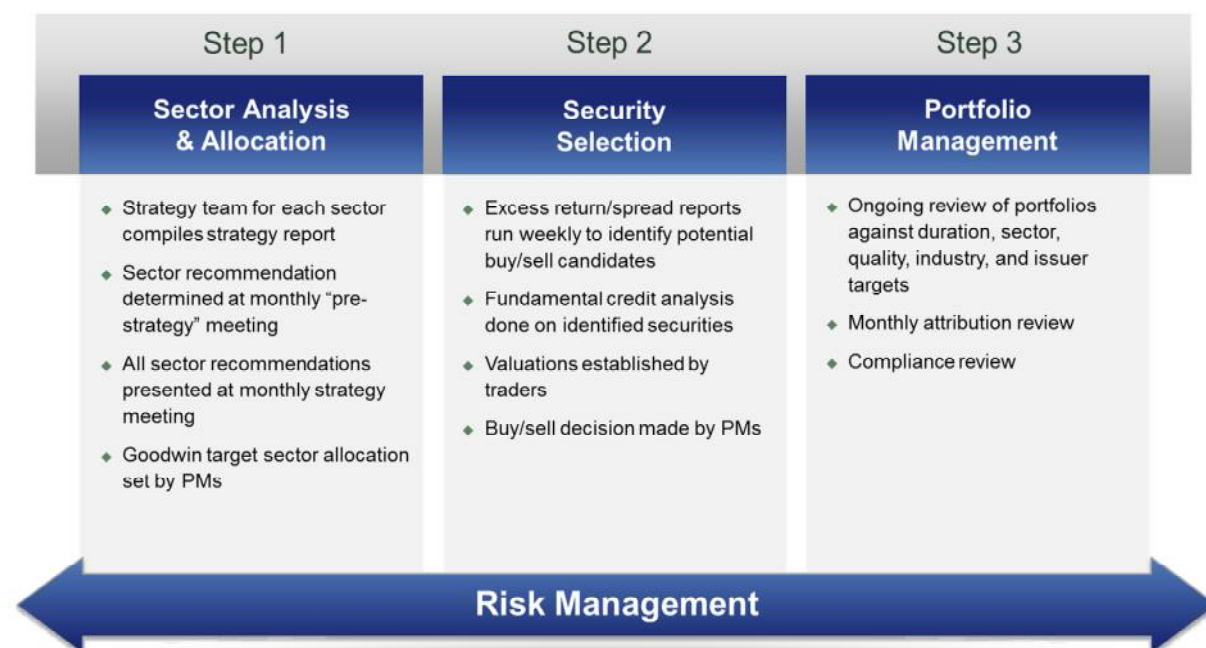 Step 1
Sector Analysis
& Allocation
Strategy team for each sector
compiles strategy report
Sector recommendation
determined at monthly “pre-
strategy” meeting
All sector recommendations
presented at monthly strategy
meeting
Goodwin target sector allocation
set by PMs
Step 2
Security
Selection
Excess return/spread reports
run weekly to identify potential
buy/sell candidates
Fundamental credit analysis
done on identified securities
Valuations established by
traders
Buy/sell decision made by PMs
Step 3
Portfolio
Management
Ongoing review of portfolios
against duration, sector,
quality, industry, and issuer
targets
Monthly attribution review
Compliance review
Risk Management